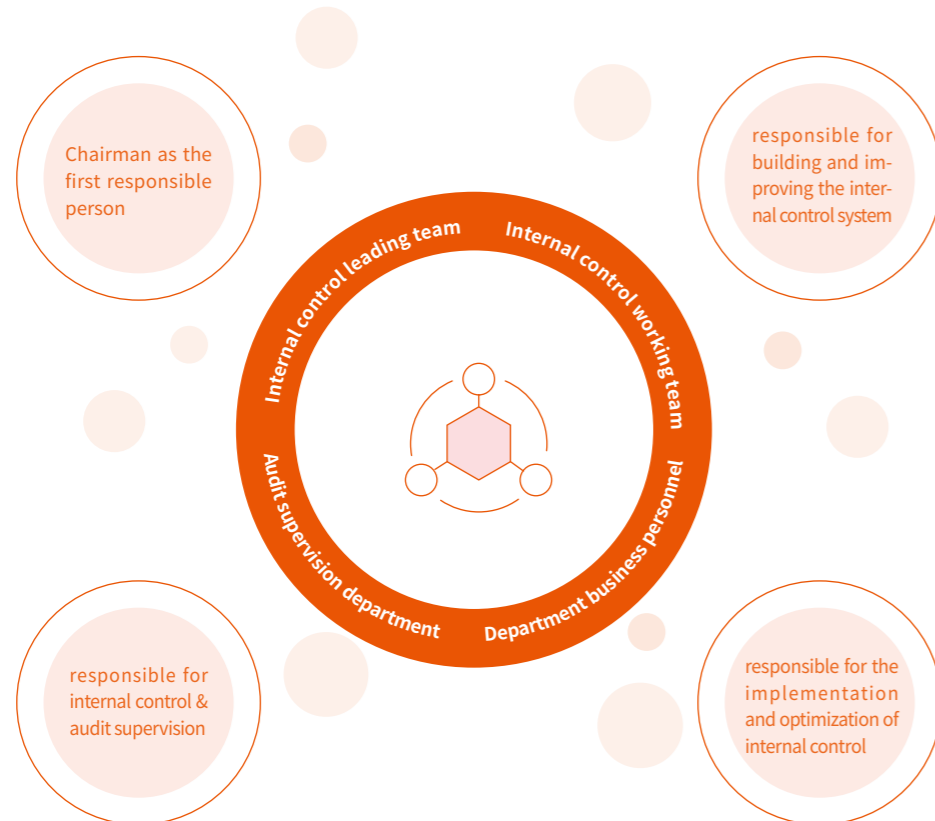 Chairman as the
first responsible
person
responsible for
building and im-
proving the inter-
nal control system
Internal control leading team
Internal control working team
Audit supervision department
Department business personnel
responsible for
internal control &
audit supervision
responsible for the
implementation
and optimization of
internal control